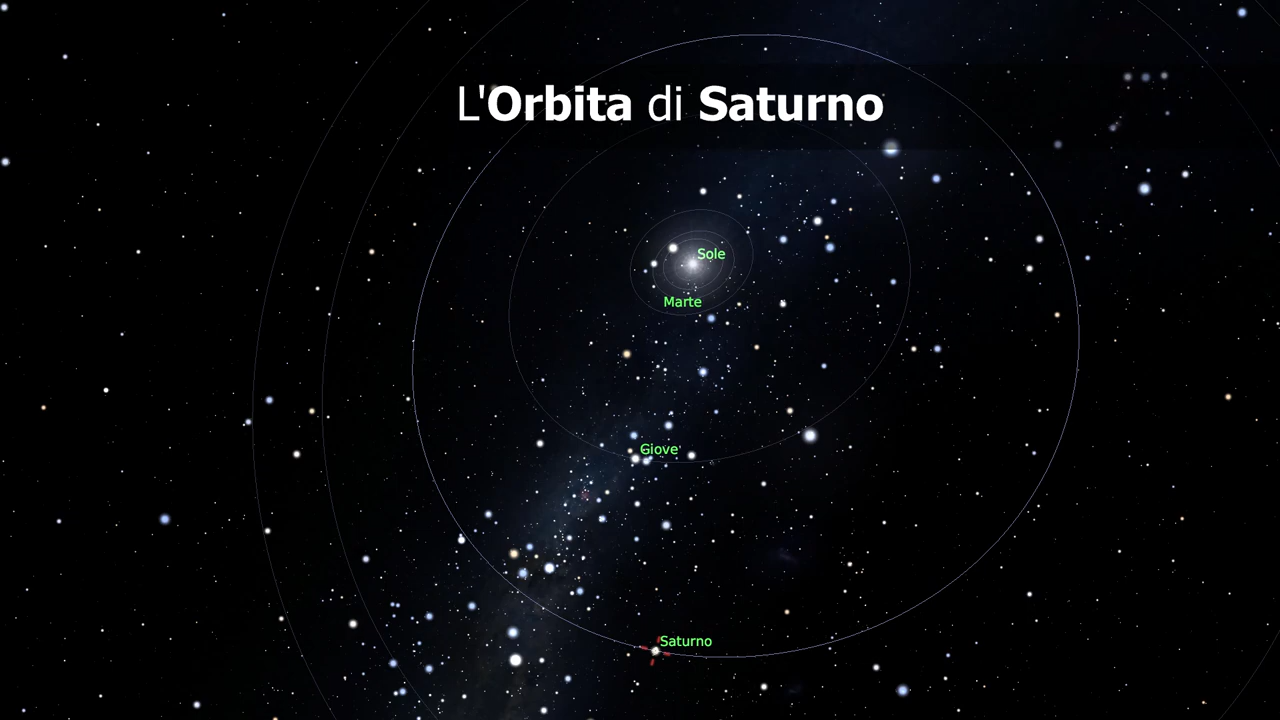 L'Orbita di Saturno
Sole
Marte
Giove
Saturno